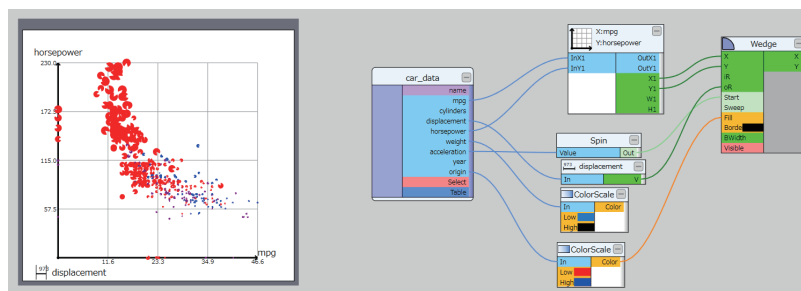 horsepower
230.0
172.5
115.0
57.5
11.6
23.3
34.9
46.6
mpg
973
displacement
car_data
name
mpg
cylinders
displacement
horsepower
weight
acceleration
year
origin
Select
Table
X:mpg
Y:horsepower
InX1 OutX1
InY1 OutY1
X1
Y1
W1
H1
Spin
Value Out
973 displacement
In V
ColorScale
In Color
Low
High
ColorScale
In Color
Low
High
Wedge
X X
Y Y
iR
oR
Start
Sweep
Fill
Borde
BWidth
Visible